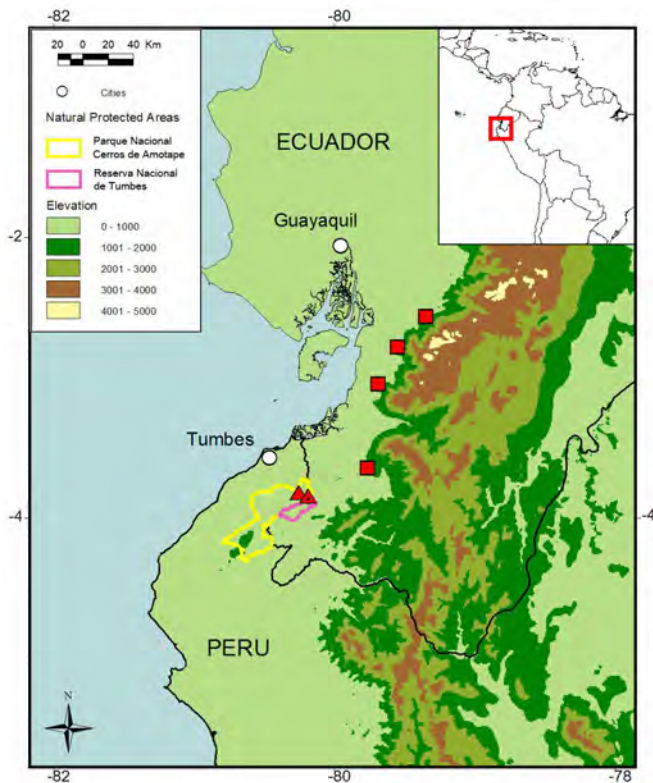 -82
-80
20 0 20 40 Km
Cities
Natural Protected Areas
Parque Nacional
Cerros de Amotape
Reserva Nacional
de Tumbes
Elevation
0 - 1000
1001 - 2000
2001 - 3000
3001 - 4000
4001 - 5000
ECUADOR
Guayaquil
-2
Tumbes
-4
-4
PERU
N
-82
-80
-78